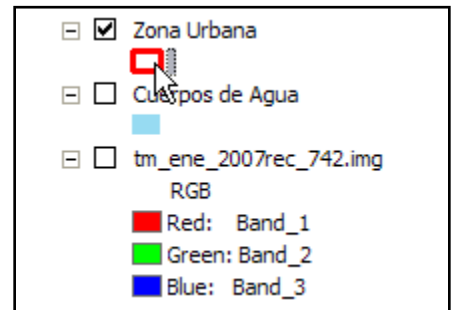 Zona Urbana
Cuerpos de Agua
tm_ene_2007rec_742.img
RGB
Red: Band_1
Green: Band_2
Blue: Band_3